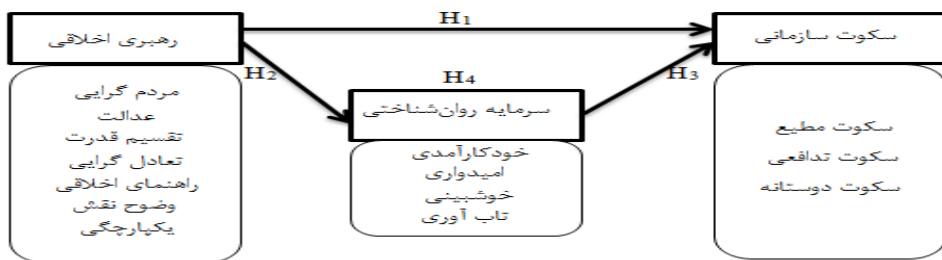 H1
رهبری اخلاقی
سکوت سازمانی
H2
H4
H3
سرمایه روان‌شناختی
مردم گرایی
عدالت
تقسیم قدرت
تعادل گرایی
راهنمای اخلاقی
وضوح نقش
یکپارچگی
خودکارآمدی
امیدواری
خوشبینی
تاب آوری
سکوت مطیع
سکوت تدافعی
سکوت دوستانه